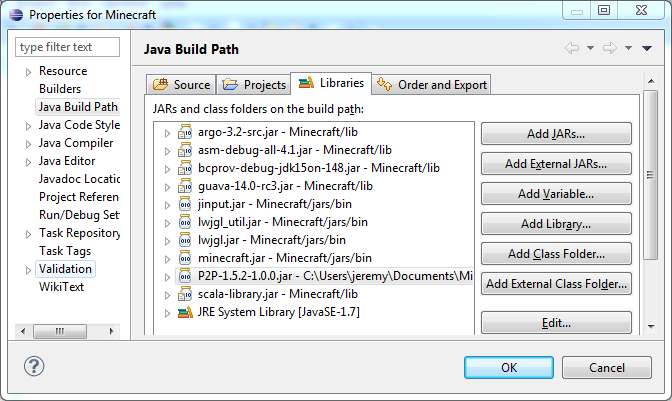 Properties for Minecraft
type filter text
Resource
Builders
Java Build Path
Java Code Style
Java Compiler
Java Editor
Javadoc Locatio
Project Referen
Run/Debug Set
Task Repository
Task Tags
Validation
WikiText
Java Build Path
Source Projects Libraries Order and Export
JARs and class folders on the build path:
argo-3.2-src.jar - Minecraft/lib
asm-debug-all-4.1.jar - Minecraft/lib
bcprov-debug-jdk15on-148.jar - Minecraft/lib
guava-14.0-rc3.jar - Minecraft/lib
jinput.jar - Minecraft/jars/bin
lwjgl_util.jar - Minecraft/jars/bin
lwjgl.jar - Minecraft/jars/bin
minecraft.jar - Minecraft/jars/bin
P2P-1.5.2-1.0.0.jar - C:\Users\jeremy\Documents\Mi
scala-library.jar - Minecraft/lib
JRE System Library [JavaSE-1.7]
Add JARs...
Add External JARs...
Add Variable...
Add Library...
Add Class Folder...
Add External Class Folder...
Edit...
OK Cancel